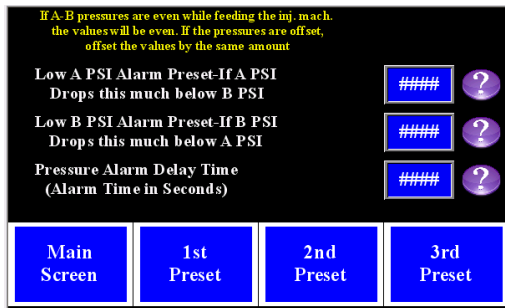 If A-B pressures are even while feeding the inj. mach.
the values will be even. If the pressures are offset,
offset the values by the same amount
Low A PSI Alarm Preset-If A PSI
Drops this much below B PSI
####
?
Low B PSI Alarm Preset-If B PSI
Drops this much below A PSI
####
?
Pressure Alarm Delay Time
(Alarm Time in Seconds)
####
?
Main
Screen
1st
Preset
2nd
Preset
3rd
Preset